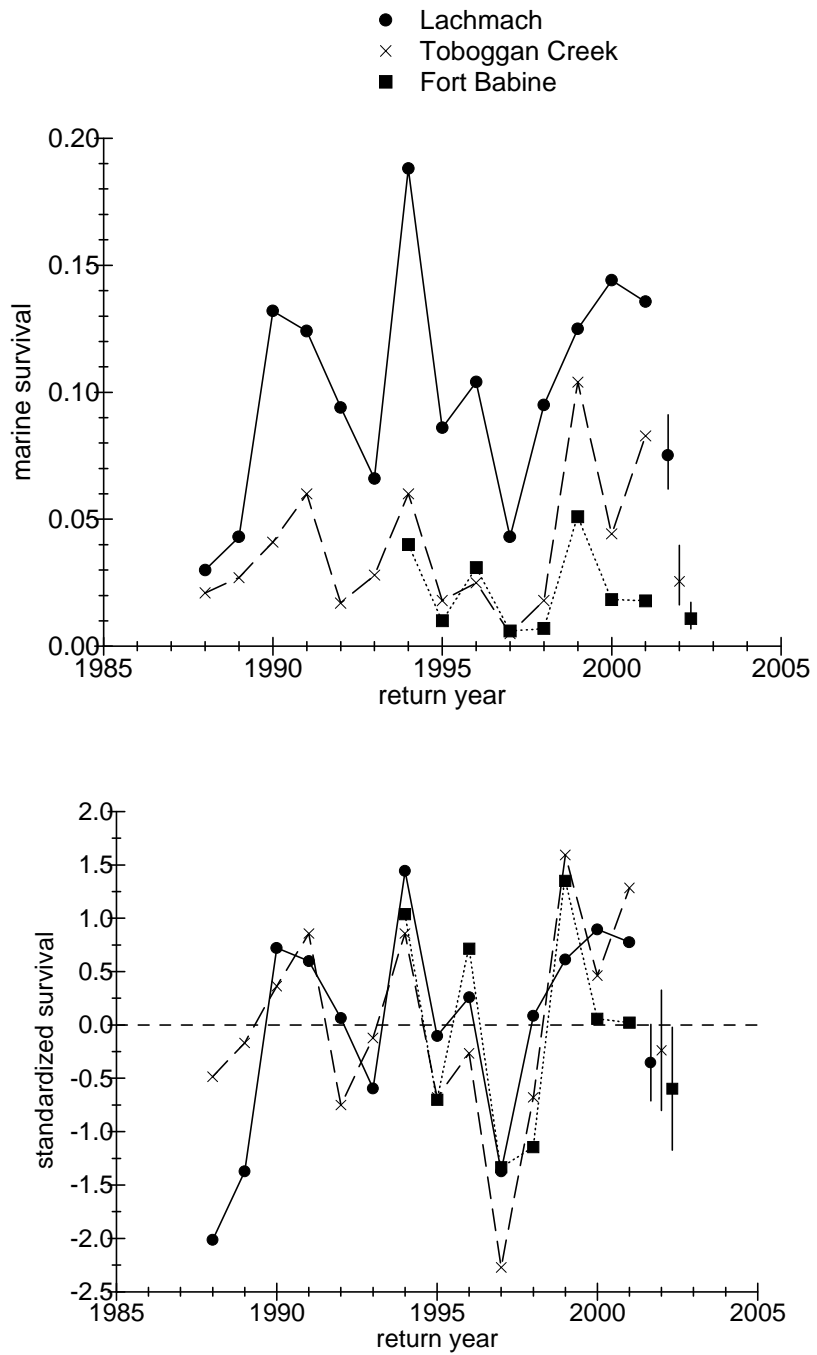 Lachmach
Toboggan Creek
Fort Babine
0.20
0.15
0.10
0.05
0.00
marine survival
1985 1990 1995 2000 2005
return year
2.0
1.5
1.0
0.5
0.0
-0.5
-1.0
-1.5
-2.0
-2.5
standardized survival
1985 1990 1995 2000 2005
return year